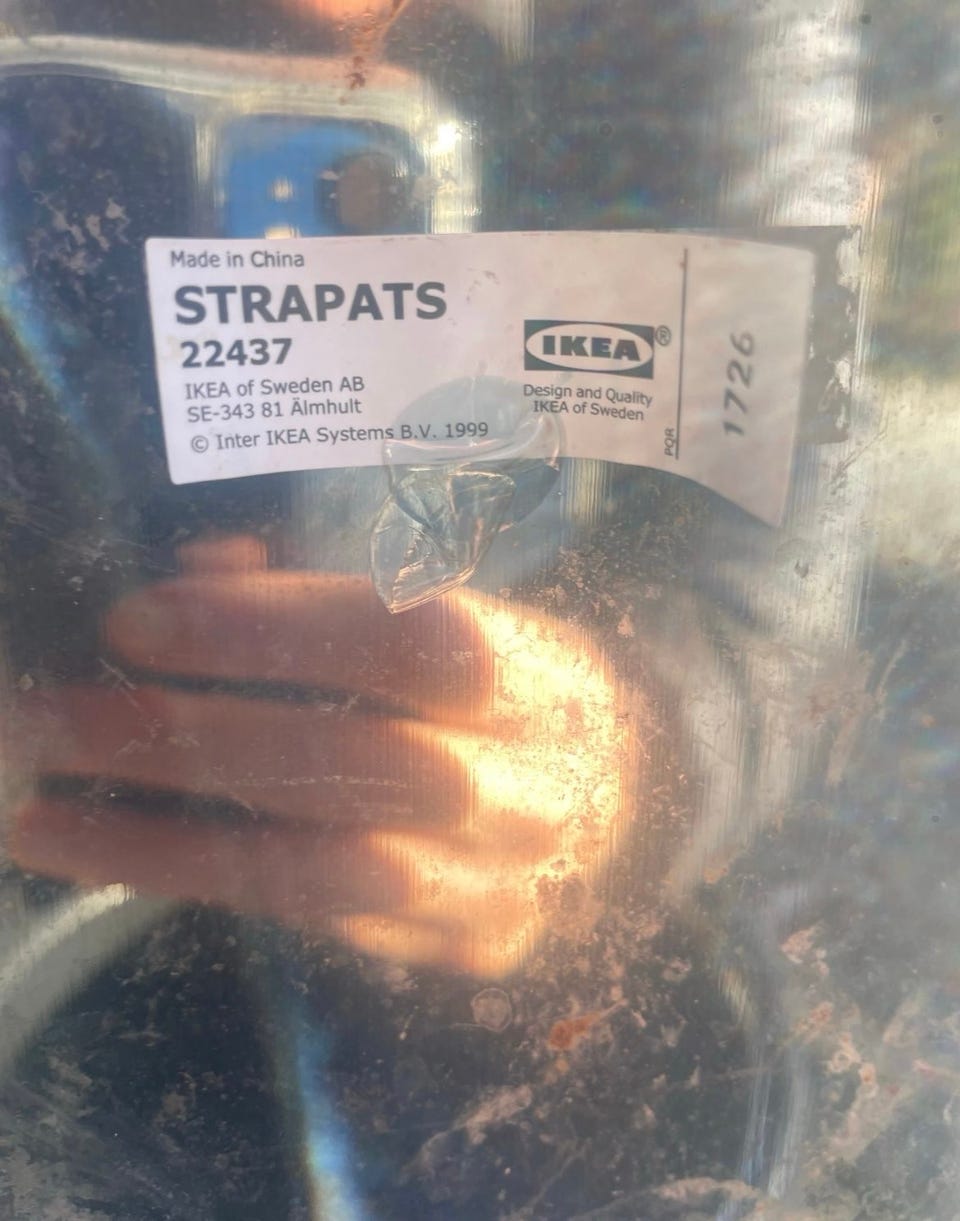 Made in China
STRAPATS
22437
IKEA of Sweden AB
SE-343 81 Älmhult
© Inter IKEA Systems B.V. 1999
IKEA®
Design and Quality
IKEA of Sweden
PQR
1726